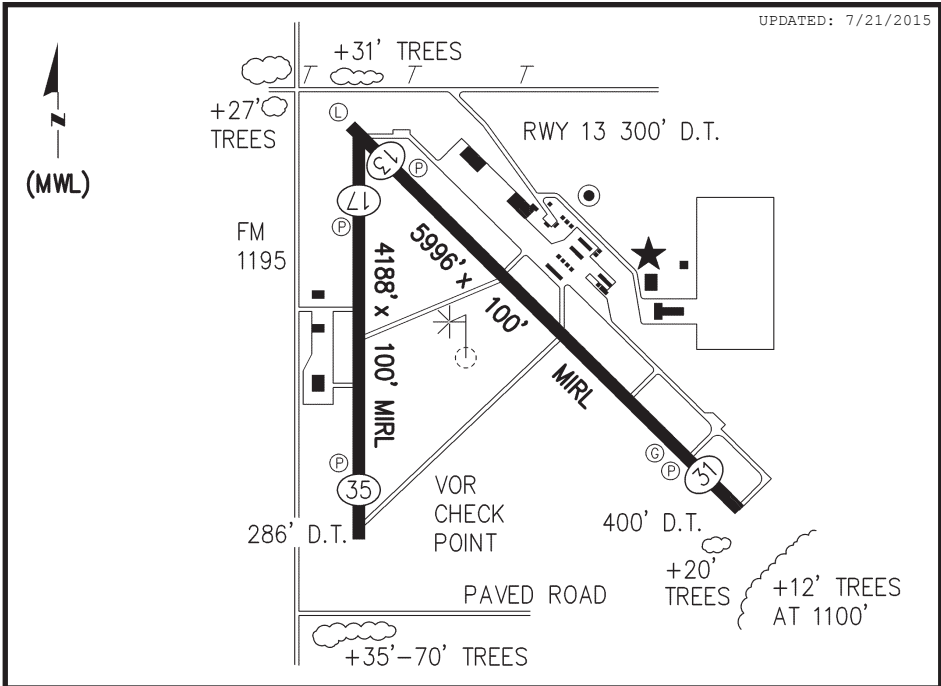 UPDATED: 7/21/2015
+31' TREES
+27'
TREES
N
(MWL)
L
RWY 13 300' D.T.
13
P
17
P
FM
1195
5996' x 100'
MIRL
4188' x 100' MIRL
G
P
31
P
35
VOR
CHECK
POINT
286' D.T.
400' D.T.
+20'
TREES
+12' TREES
AT 1100'
PAVED ROAD
+35'-70' TREES